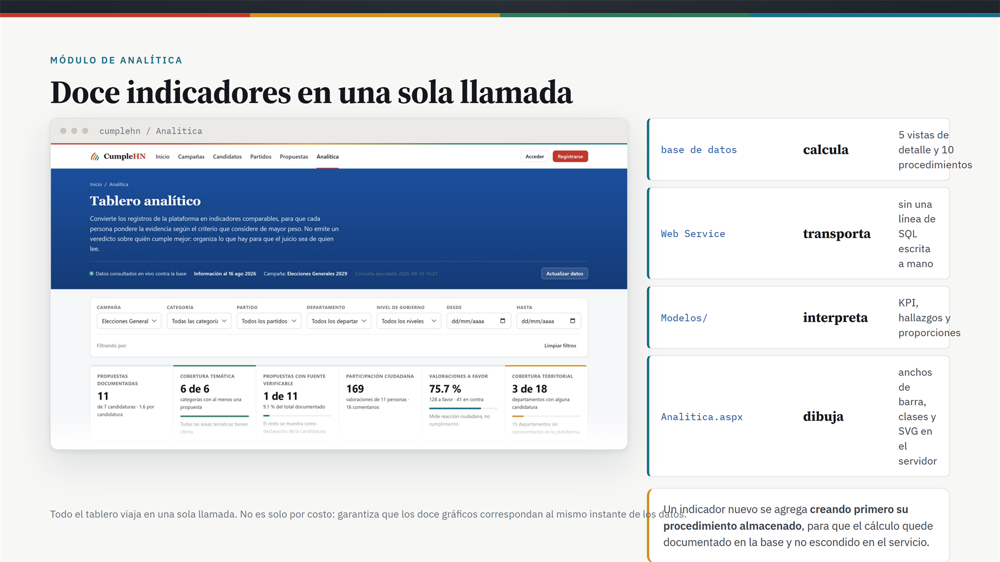 MÓDULO DE ANALÍTICA
Doce indicadores en una sola llamada
cumplehn / Analitica
CumpleHN Inicio Campañas Candidatos Partidos Propuestas Analítica Acceder Registrarse
Inicio / Analítica
Tablero analítico
Convierte los registros de la plataforma en indicadores comparables, para que cada
persona pondere la evidencia según el criterio que considere de mayor peso. No emite un
veredicto sobre quién cumple mejor: organiza lo que hay para que el juicio sea de quien
lee.
Datos consultados en vivo contra la base Información al 16 ago 2026 Campaña: Elecciones Generales 2029 Consulta ejecutada 2026-09-10 16:21 Actualizar datos
CAMPAÑA CATEGORÍA PARTIDO DEPARTAMENTO NIVEL DE GOBIERNO DESDE HASTA
Elecciones General Todas las categoría Todos los partidos Todos los departar Todos los niveles dd/mm/aaaa dd/mm/aaaa
Filtrando por: Limpiar filtros
PROPUESTAS
DOCUMENTADAS
11
de 7 candidaturas · 1.6 por
candidatura
COBERTURA TEMÁTICA
6 de 6
categorías con al menos una
propuesta
Todas las áreas temáticas tienen
oferta.
PROPUESTAS CON FUENTE
VERIFICABLE
1 de 11
9.1 % del total documentado
El resto se muestra como
declaración de la candidatura.
PARTICIPACIÓN CIUDADANA
169
valoraciones de 11 personas ·
16 comentarios
VALORACIONES A FAVOR
75.7 %
128 a favor · 41 en contra
Mide reacción ciudadana, no
cumplimiento.
COBERTURA TERRITORIAL
3 de 18
departamentos con alguna
candidatura
15 departamentos sin
representación en la plataforma.
base de datos calcula
5 vistas de
detalle y 10
procedimientos
Web Service transporta
sin una
línea de
SQL
escrita
a mano
Modelos/ interpreta
KPI,
hallazgos y
proporciones
Analitica.aspx dibuja
anchos
de
barra,
clases y
SVG en
el
servidor
Todo el tablero viaja en una sola llamada. No es solo por costo: garantiza que los doce gráficos correspondan al mismo instante de los datos.
Un indicador nuevo se agrega creando primero su
procedimiento almacenado, para que el cálculo quede
documentado en la base y no escondido en el servicio.